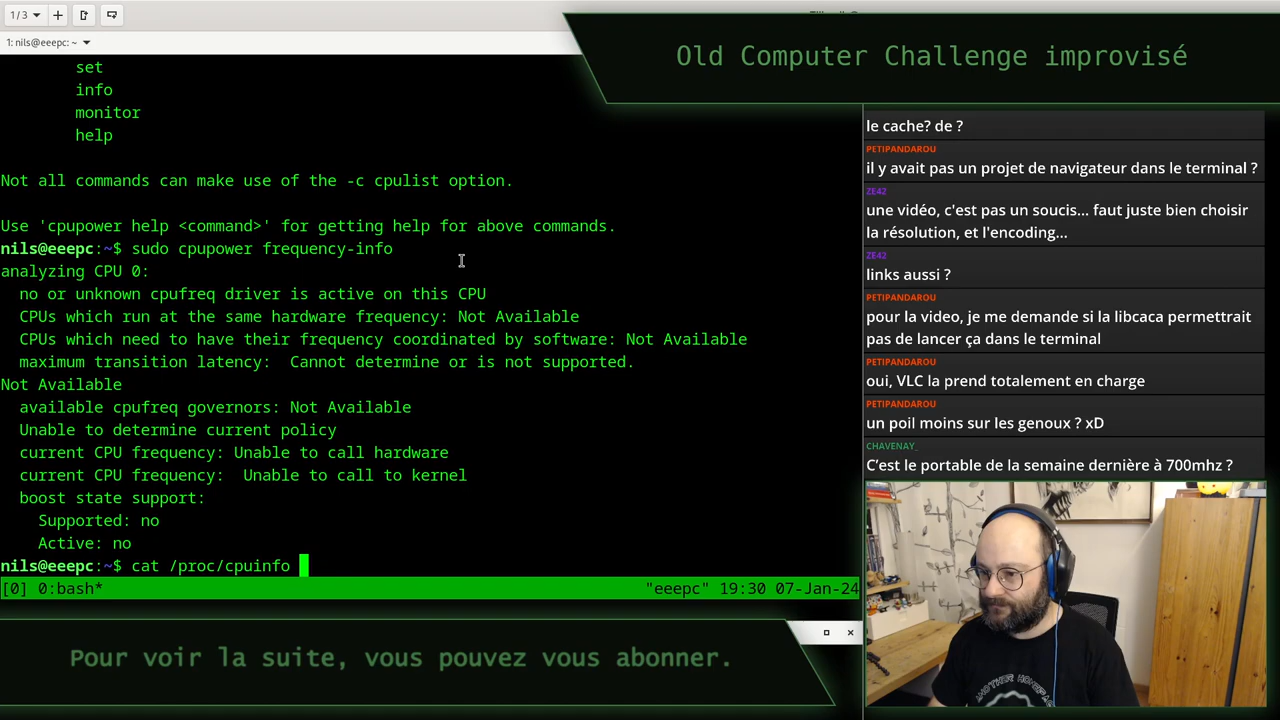 1/3
1: nils@eeepc: ~
Old Computer Challenge improvisé
set
info
monitor
help
Not all commands can make use of the -c cpulist option.
Use 'cpupower help <command>' for getting help for above commands.
nils@eeepc:~$ sudo cpupower frequency-info
analyzing CPU 0:
no or unknown cpufreq driver is active on this CPU
CPUs which run at the same hardware frequency: Not Available
CPUs which need to have their frequency coordinated by software: Not Available
maximum transition latency:  Cannot determine or is not supported.
Not Available
available cpufreq governors: Not Available
Unable to determine current policy
current CPU frequency: Unable to call hardware
current CPU frequency:  Unable to call to kernel
boost state support:
Supported: no
Active: no
nils@eeepc:~$ cat /proc/cpuinfo
[0] 0:bash* "eeepc" 19:30 07-Jan-24
le cache? de ?
PETIPANDAROU
il y avait pas un projet de navigateur dans le terminal ?
ZE42
une vidéo, c'est pas un soucis... faut juste bien choisir
la résolution, et l'encoding...
ZE42
links aussi ?
PETIPANDAROU
pour la video, je me demande si la libcaca permettrait
pas de lancer ça dans le terminal
PETIPANDAROU
oui, VLC la prend totalement en charge
PETIPANDAROU
un poil moins sur les genoux ? xD
CHAVENAY_
C'est le portable de la semaine dernière à 700mhz ?
Pour voir la suite, vous pouvez vous abonner.